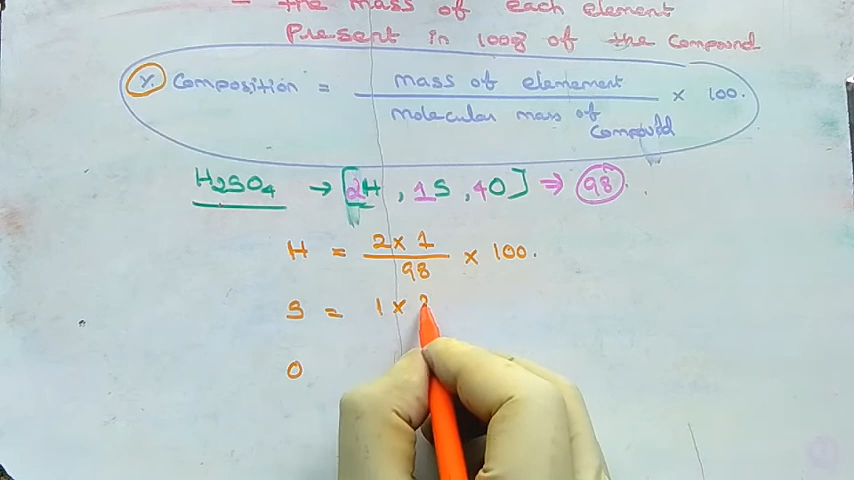 = the mass of each element
Present in 100g of the compound
% Composition = mass of elemement / molecular mass of compound × 100.
H₂SO₄ → [2H, 1S, 4O] ⇒ 98.
H = 2×1 / 98 × 100.
S = 1 ×
O